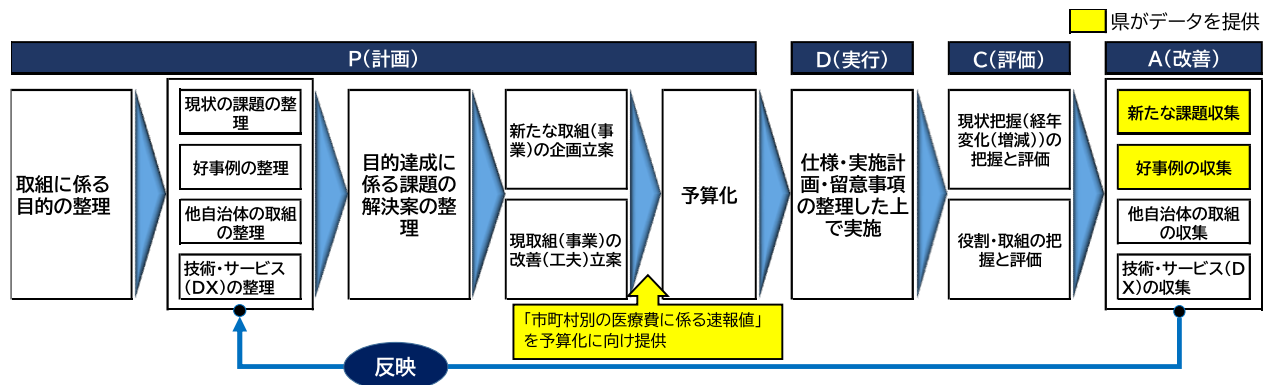 県がデータを提供
P(計画)
D(実行)
C(評価)
A(改善)
取組に係る
目的の整理
現状の課題の整
理
好事例の整理
他自治体の取組
の整理
技術・サービス
(DX)の整理
目的達成に
係る課題の
解決案の整
理
新たな取組(事
業)の企画立案
現取組(事業)の
改善(工夫)立案
予算化
仕様・実施計
画・留意事項
の整理した上
で実施
現状把握(経年
変化(増減))の
把握と評価
役割・取組の把
握と評価
新たな課題収集
好事例の収集
他自治体の取組
の収集
技術・サービス(D
X)の収集
「市町村別の医療費に係る速報値」
を予算化に向け提供
反映